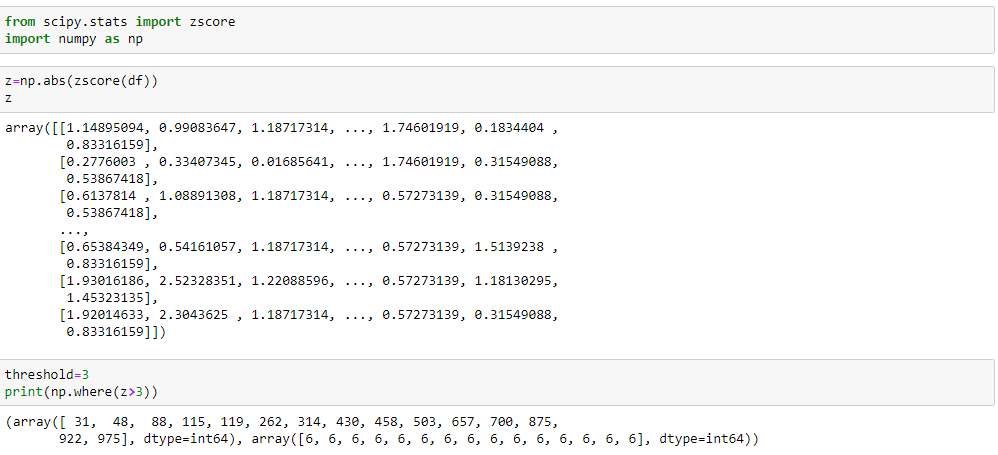 from scipy.stats import zscore
import numpy as np
z=np.abs(zscore(df))
z
array([[1.14895094, 0.99083647, 1.18717314, ..., 1.74601919, 0.1834404 ,
        0.83316159],
       [0.2776003 , 0.33407345, 0.01685641, ..., 1.74601919, 0.31549088,
        0.53867418],
       [0.6137814 , 1.08891308, 1.18717314, ..., 0.57273139, 0.31549088,
        0.53867418],
       ...,
       [0.65384349, 0.54161057, 1.18717314, ..., 0.57273139, 1.5139238 ,
        0.83316159],
       [1.93016186, 2.52328351, 1.22088596, ..., 0.57273139, 1.18130295,
        1.45323135],
       [1.92014633, 2.3043625 , 1.18717314, ..., 0.57273139, 0.31549088,
        0.83316159]])
threshold=3
print(np.where(z>3))
(array([ 31,  48,  88, 115, 119, 262, 314, 430, 458, 503, 657, 700, 875,
       922, 975], dtype=int64), array([6, 6, 6, 6, 6, 6, 6, 6, 6, 6, 6, 6, 6, 6, 6], dtype=int64))